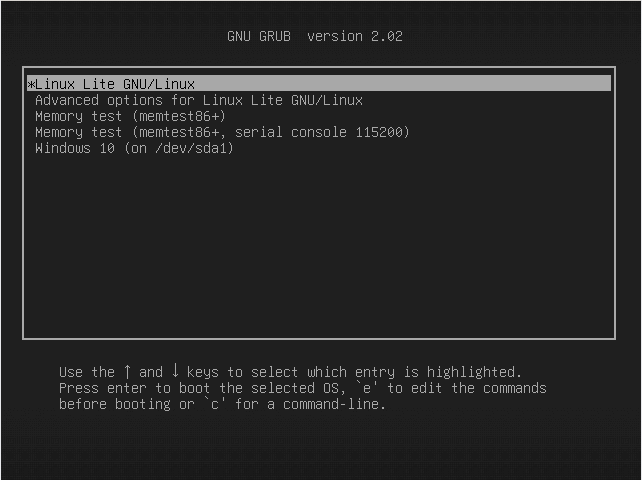 GNU GRUB version 2.02
*Linux Lite GNU/Linux
Advanced options for Linux Lite GNU/Linux
Memory test (memtest86+)
Memory test (memtest86+, serial console 115200)
Windows 10 (on /dev/sda1)
Use the ↑ and ↓ keys to select which entry is highlighted.
Press enter to boot the selected OS, `e' to edit the commands
before booting or `c' for a command-line.